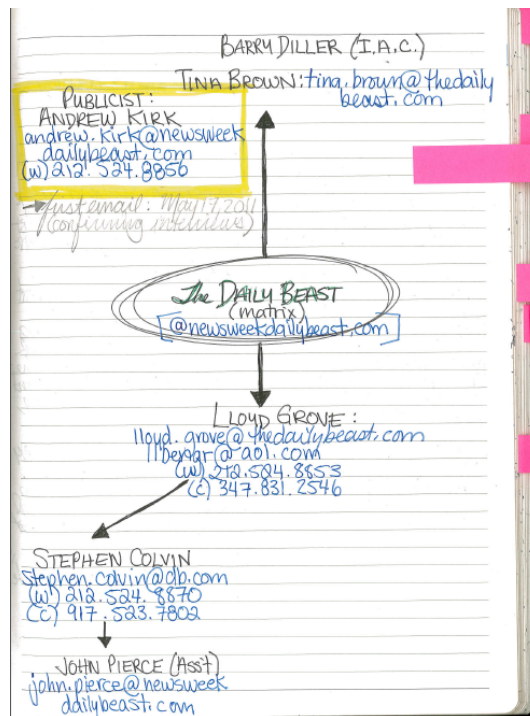 BARRY DILLER (I.A.C.)
TINA BROWN: tina.brown@thedaily
beast.com
PUBLICIST:
ANDREW KIRK
andrew.kirk@newsweek
dailybeast.com
(w) 212.524.8856
first email: May 19, 2011
(confirming interviews)
The DAILY BEAST
(matrix)
[@newsweekdailybeast.com]
LLOYD GROVE:
lloyd.grove@thedailybeast.com
(w) 212.524.8853
(c) 347.831.2546
STEPHEN COLVIN
stephen.colvin@db.com
(w) 212.524.8870
(c) 917.523.7802
JOHN PIERCE (Ass't)
john.pierce@newsweek
dailybeast.com